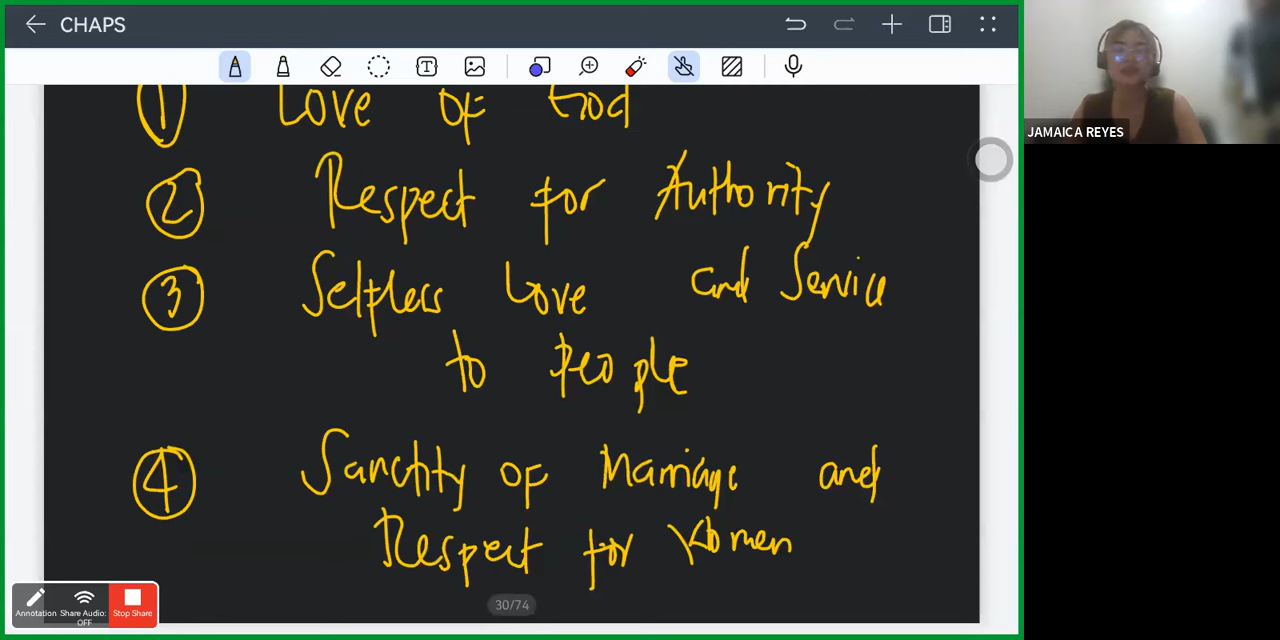 CHAPS
JAMAICA REYES
1 Love of God
2 Respect for Authority
3 Selfless Love and Service
to People
4 Sanctity of Marriage and
Respect for Women
30/74
Annotation Share Audio: OFF Stop Share